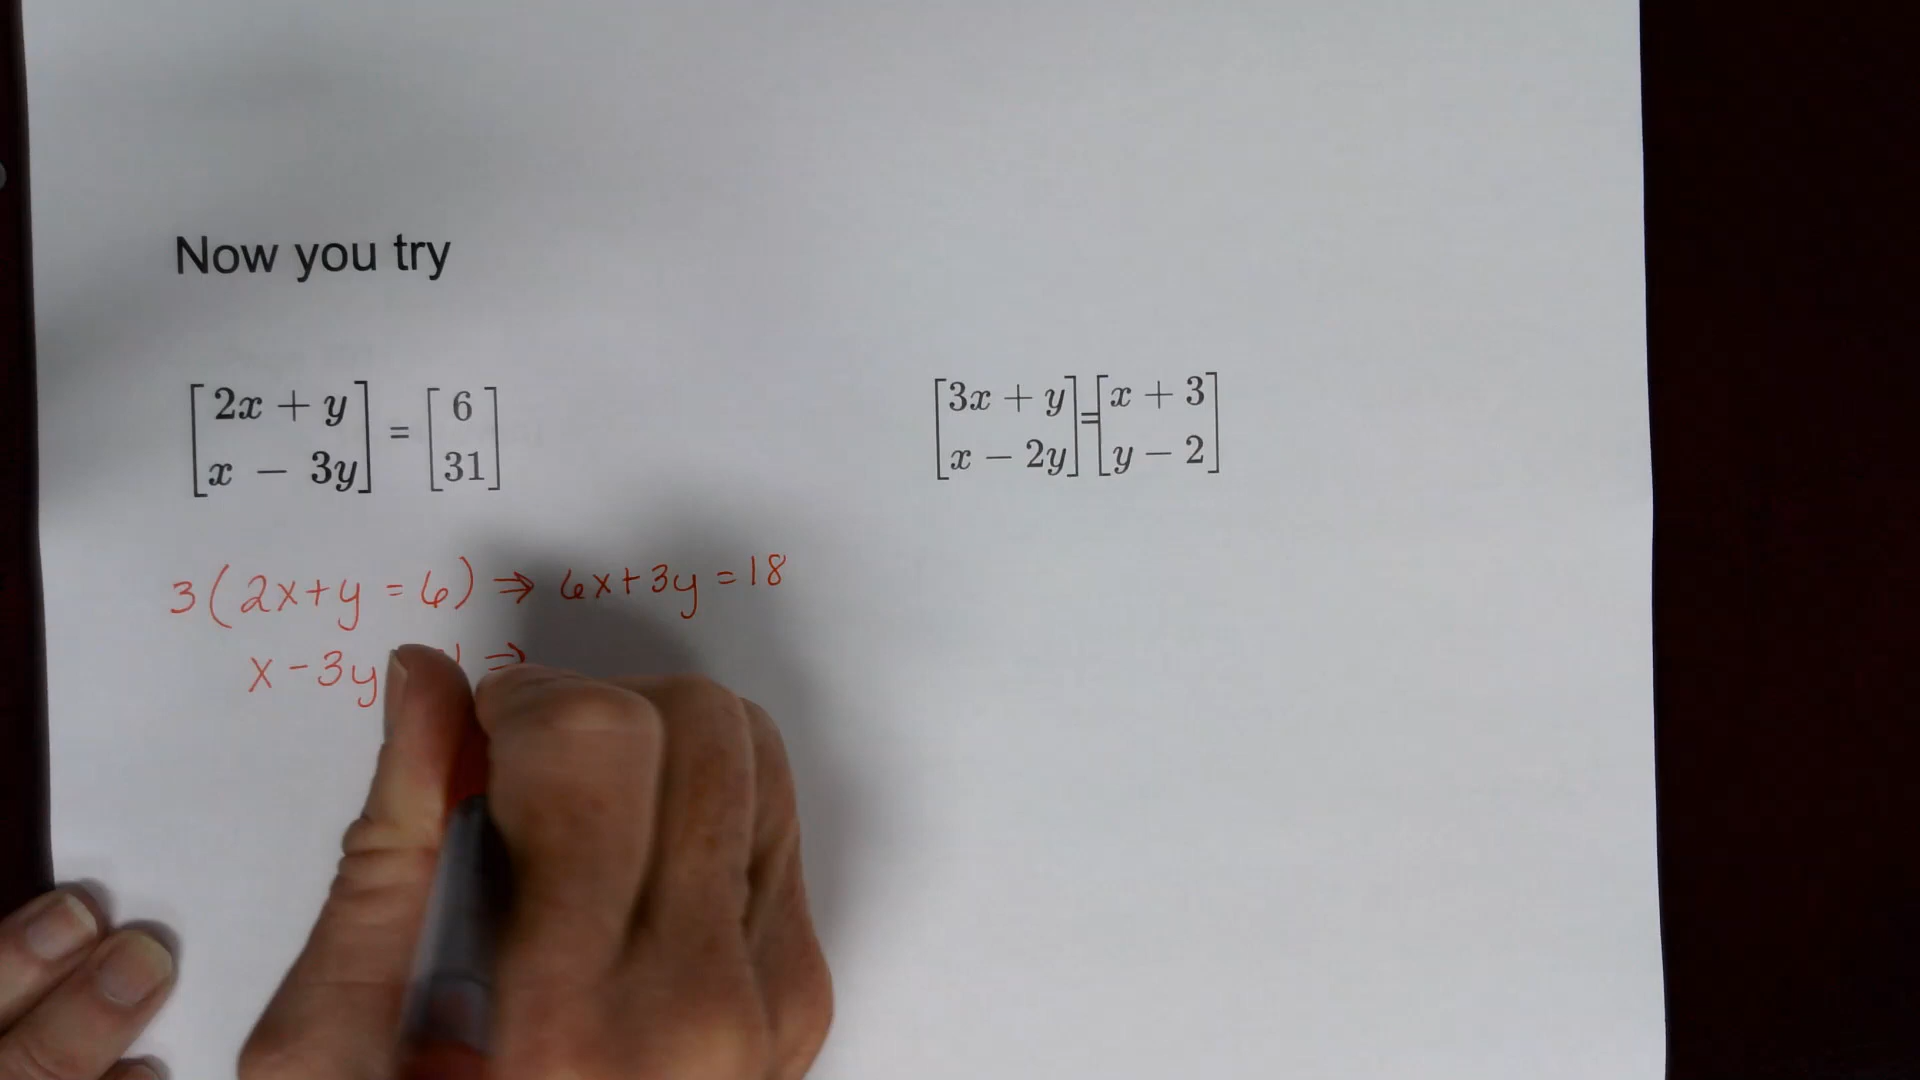 Now you try
[2x + y
x − 3y] = [6
31]
[3x + y
x − 2y] = [x + 3
y − 2]
3(2x+y = 6) ⇒ 6x+3y = 18
x - 3y ⇒